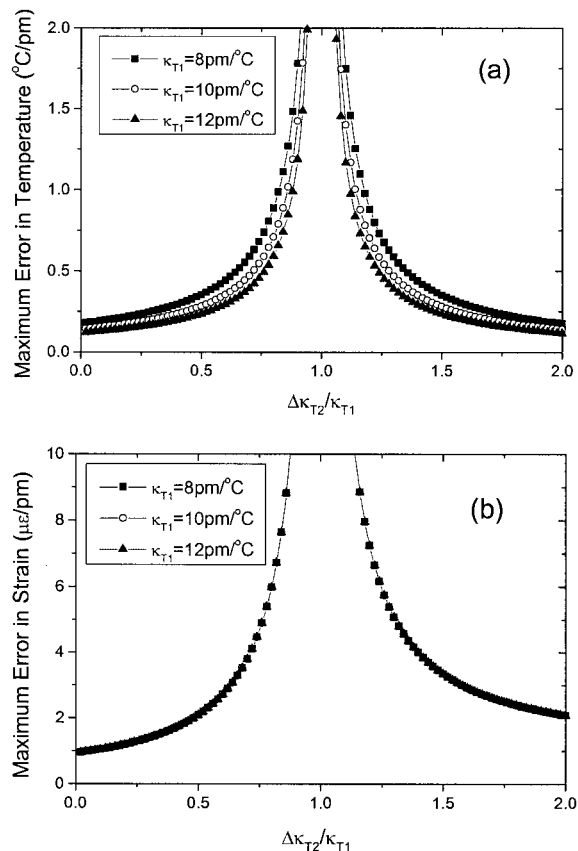 (a)
κT1=8pm/°C
κT1=10pm/°C
κT1=12pm/°C
Maximum Error in Temperature (°C/pm)
2.0
1.5
1.0
0.5
0.0
0.0 0.5 1.0 1.5 2.0
ΔκT2/κT1
(b)
κT1=8pm/°C
κT1=10pm/°C
κT1=12pm/°C
Maximum Error in Strain (με/pm)
10
8
6
4
2
0
0.0 0.5 1.0 1.5 2.0
ΔκT2/κT1